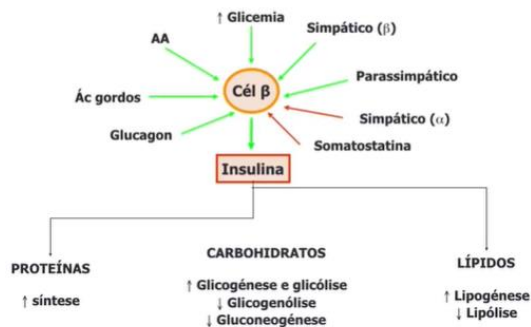 ↑ Glicemia
AA
Simpático (β)
Ác gordos
Cél β
Parassimpático
Glucagon
Simpático (α)
Somatostatina
Insulina
PROTEÍNAS
↑ síntese
CARBOHIDRATOS
↑ Glicogénese e glicólise
↓ Glicogenólise
↓ Gluconeogénese
LÍPIDOS
↑ Lipogénese
↓ Lipólise